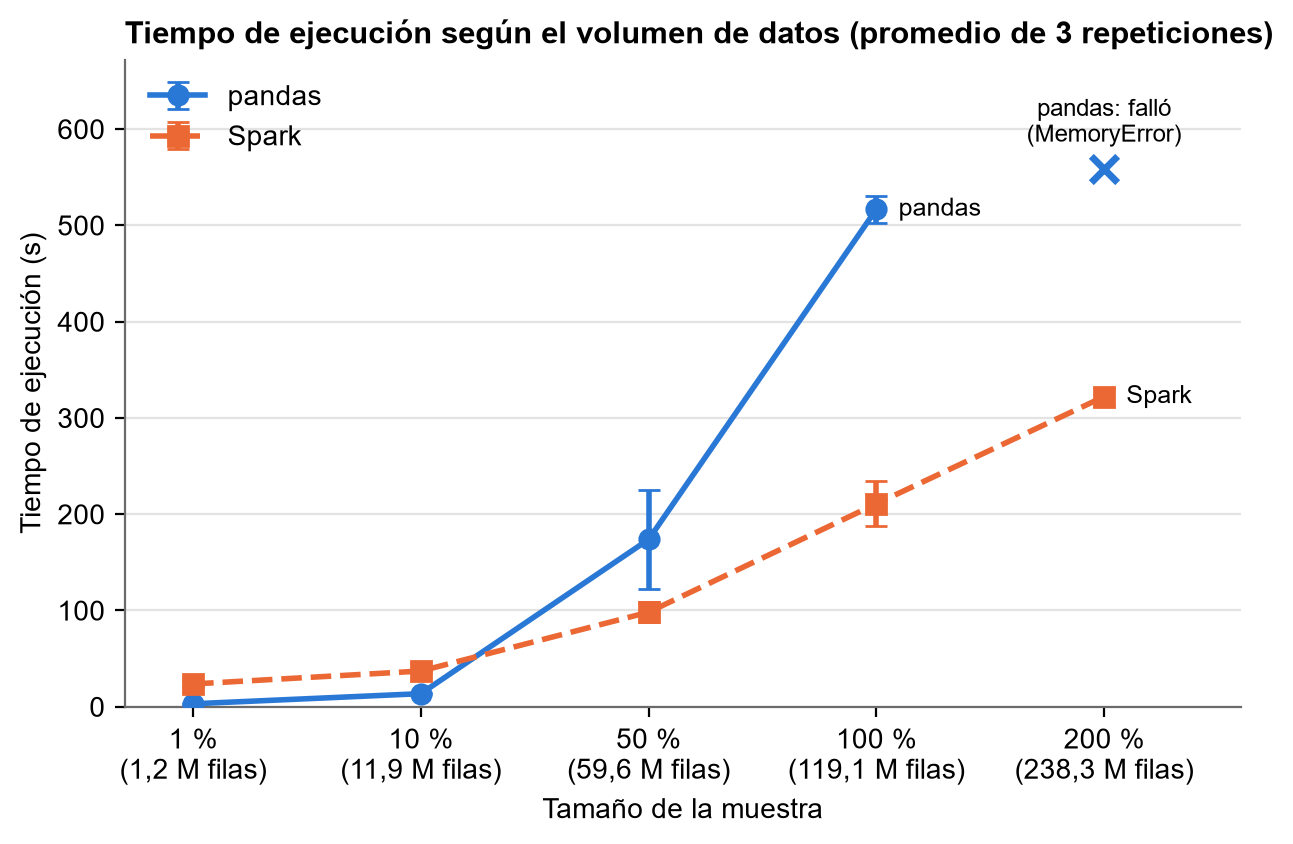 Tiempo de ejecución según el volumen de datos (promedio de 3 repeticiones)
pandas
Spark
pandas: falló
(MemoryError)
pandas
Spark
Tiempo de ejecución (s)
600
500
400
300
200
100
0
1 %
(1,2 M filas)
10 %
(11,9 M filas)
50 %
(59,6 M filas)
100 %
(119,1 M filas)
200 %
(238,3 M filas)
Tamaño de la muestra